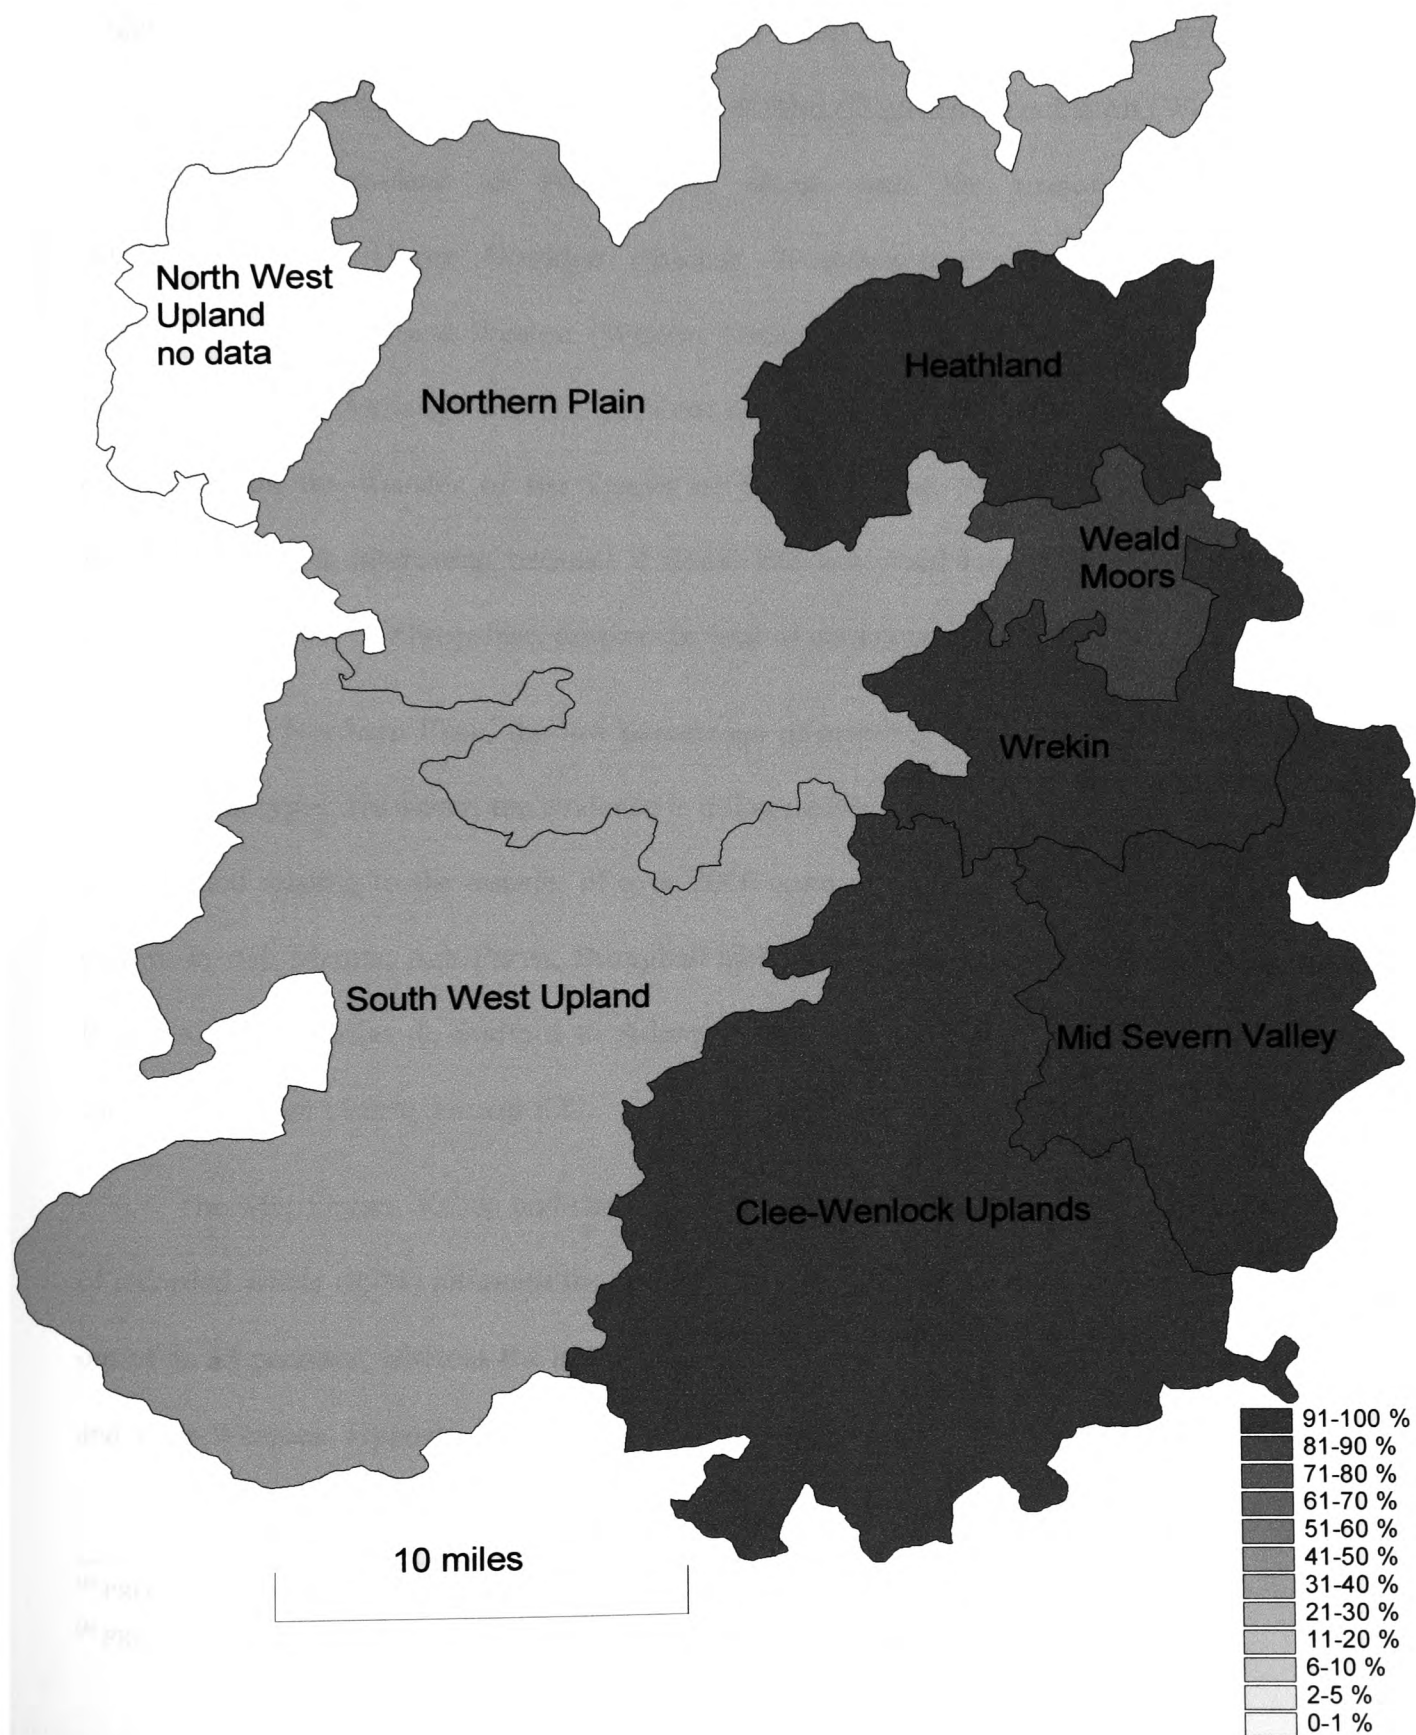 North West
Upland
no data
Northern Plain
Heathland
Weald
Moors
Wrekin
South West Upland
Mid Severn Valley
Clee-Wenlock Uplands
10 miles
91-100 %
81-90 %
71-80 %
61-70 %
51-60 %
41-50 %
31-40 %
21-30 %
11-20 %
6-10 %
2-5 %
0-1 %